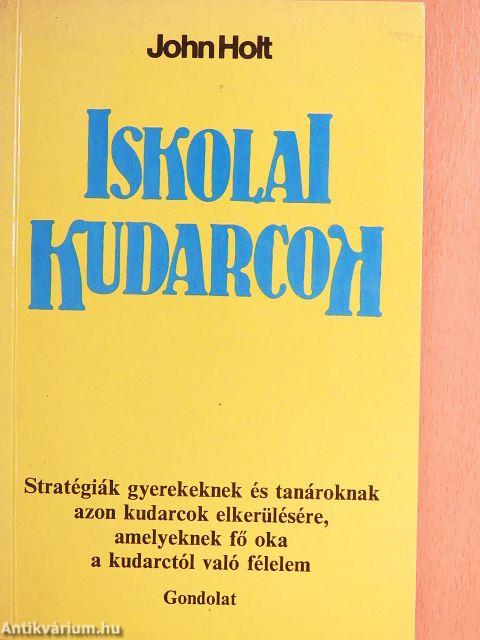 John Holt
ISKOLAI
KUDARCOK
Stratégiák gyerekeknek és tanároknak
azon kudarcok elkerülésére,
amelyeknek fő oka
a kudarctól való félelem
Gondolat
Antikvárium.hu